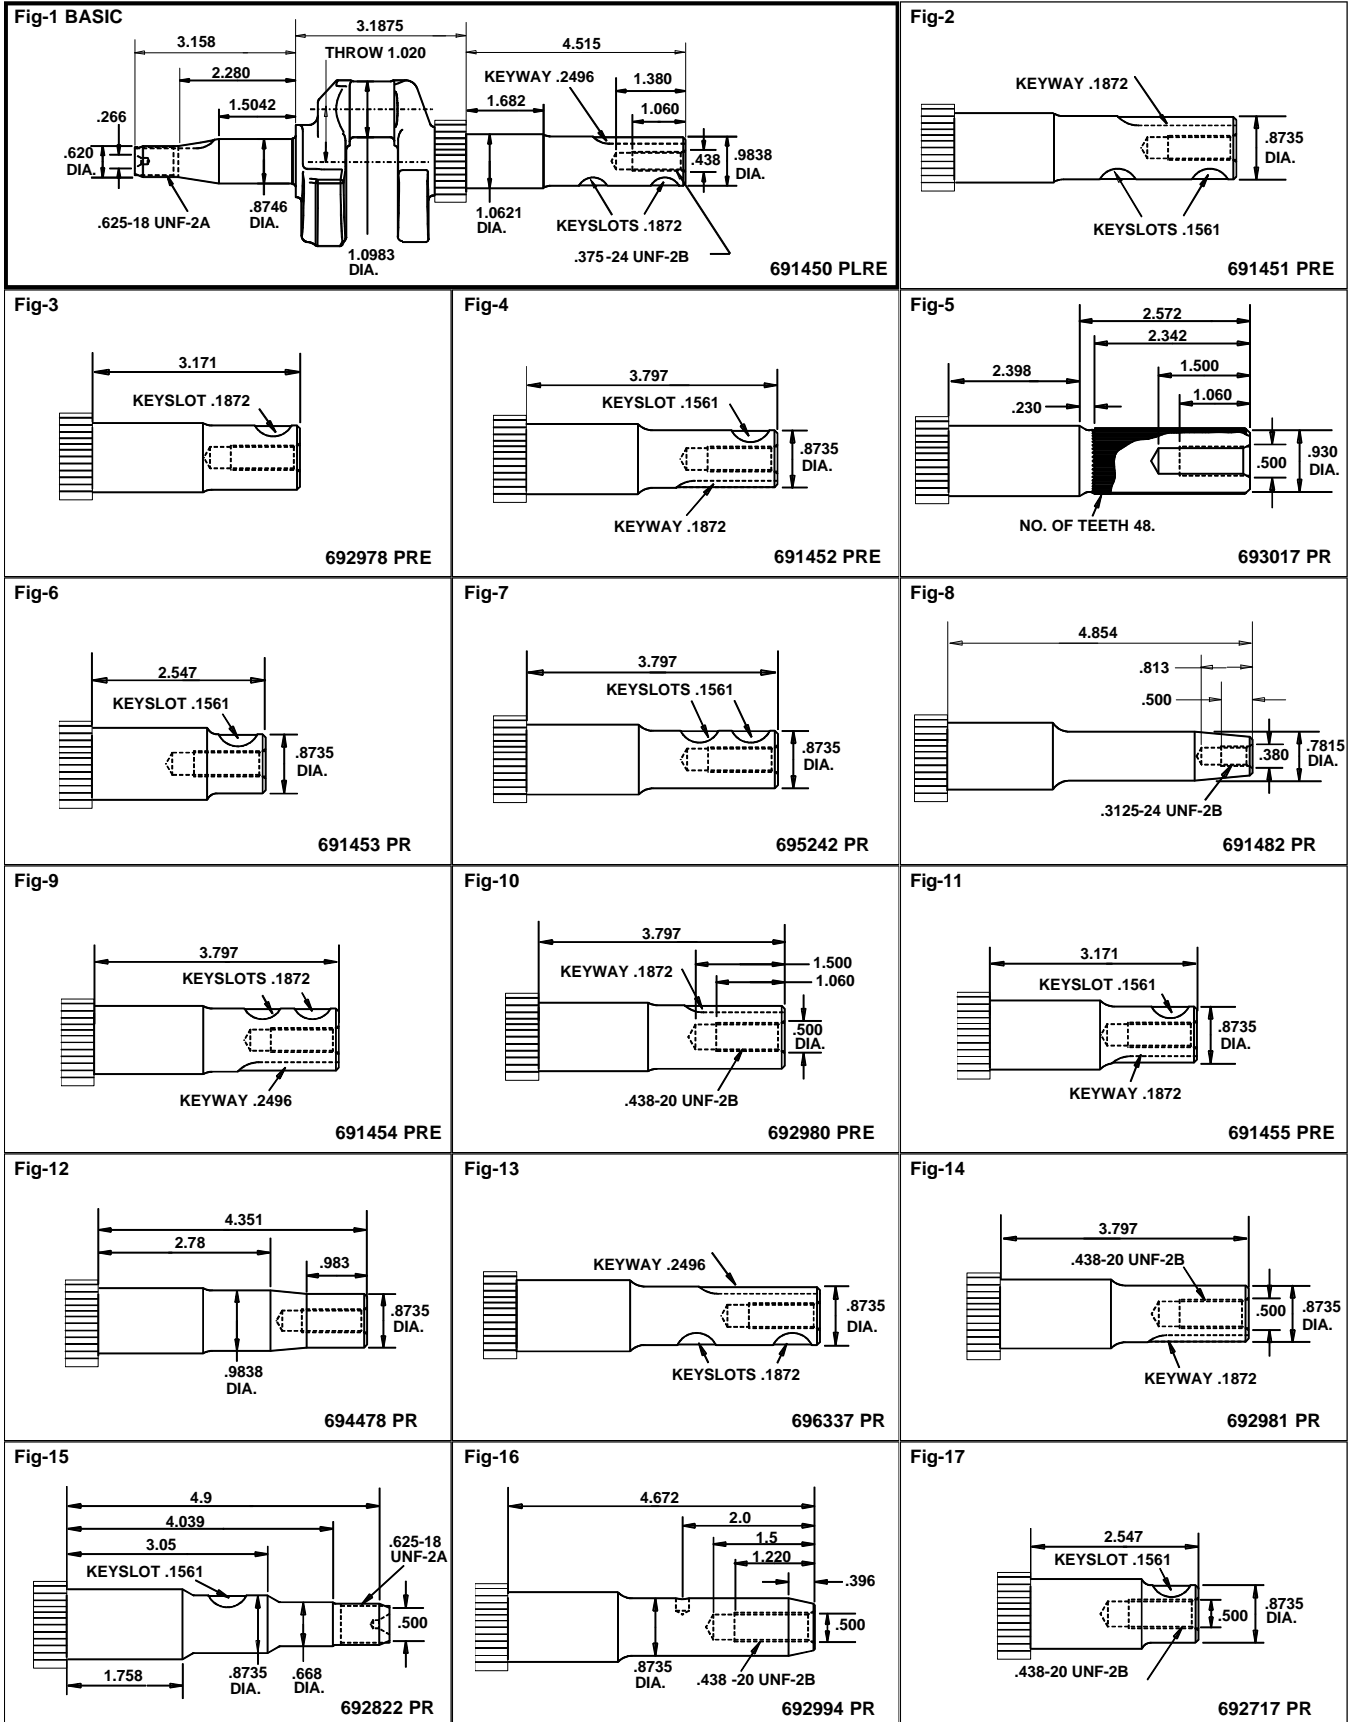 Fig-1 BASIC
3.158
3.1875
4.515
THROW 1.020
2.280
KEYWAY .2496
1.380
1.5042
1.682
1.060
.266
.620
DIA.
.438
.9838
DIA.
.625-18 UNF-2A
.8746
DIA.
1.0621
DIA.
KEYSLOTS .1872
1.0983
DIA.
.375-24 UNF-2B
691450 PLRE
Fig-2
KEYWAY .1872
.8735
DIA.
KEYSLOTS .1561
691451 PRE
Fig-3
3.171
KEYSLOT .1872
692978 PRE
Fig-4
3.797
KEYSLOT .1561
.8735
DIA.
KEYWAY .1872
691452 PRE
Fig-5
2.572
2.342
2.398
1.500
1.060
.230
.500
.930
DIA.
NO. OF TEETH 48.
693017 PR
Fig-6
2.547
KEYSLOT .1561
.8735
DIA.
691453 PR
Fig-7
3.797
KEYSLOTS .1561
.8735
DIA.
695242 PR
Fig-8
4.854
.813
.500
.380
.7815
DIA.
.3125-24 UNF-2B
691482 PR
Fig-9
3.797
KEYSLOTS .1872
KEYWAY .2496
691454 PRE
Fig-10
3.797
KEYWAY .1872
1.500
1.060
.500
DIA.
.438-20 UNF-2B
692980 PRE
Fig-11
3.171
KEYSLOT .1561
.8735
DIA.
KEYWAY .1872
691455 PRE
Fig-12
4.351
2.78
.983
.8735
DIA.
.9838
DIA.
694478 PR
Fig-13
KEYWAY .2496
.8735
DIA.
KEYSLOTS .1872
696337 PR
Fig-14
3.797
.438-20 UNF-2B
.500
.8735
DIA.
KEYWAY .1872
692981 PR
Fig-15
4.9
4.039
3.05
.625-18
UNF-2A
KEYSLOT .1561
.500
1.758
.8735
DIA.
.668
DIA.
692822 PR
Fig-16
4.672
2.0
1.5
1.220
.396
.500
.8735
DIA.
.438 -20 UNF-2B
692994 PR
Fig-17
2.547
KEYSLOT .1561
.500
.8735
DIA.
.438-20 UNF-2B
692717 PR